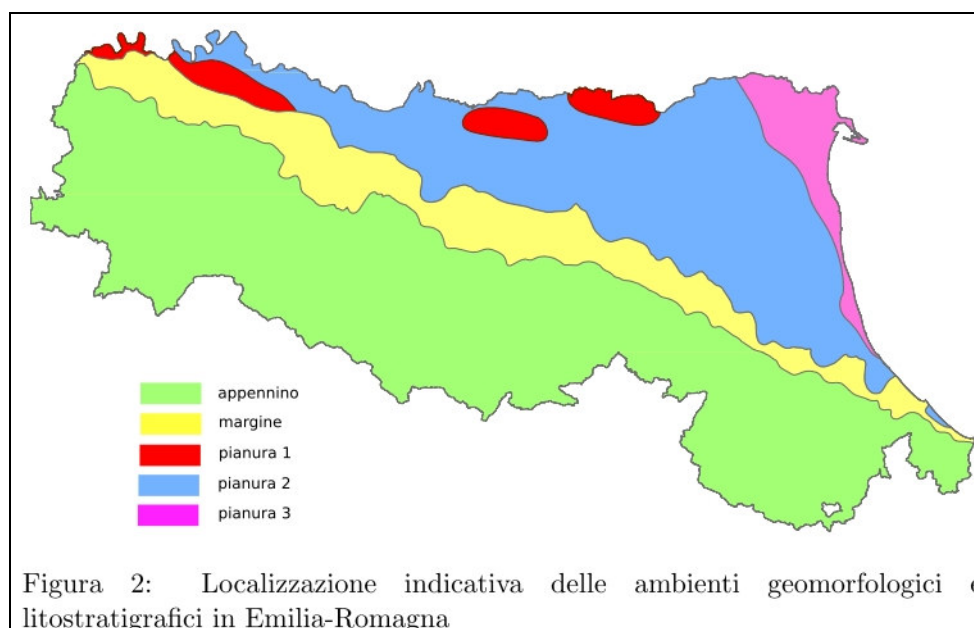 appennino
margine
pianura 1
pianura 2
pianura 3
Figura 2: Localizzazione indicativa delle ambienti geomorfologici e
litostratigrafici in Emilia-Romagna